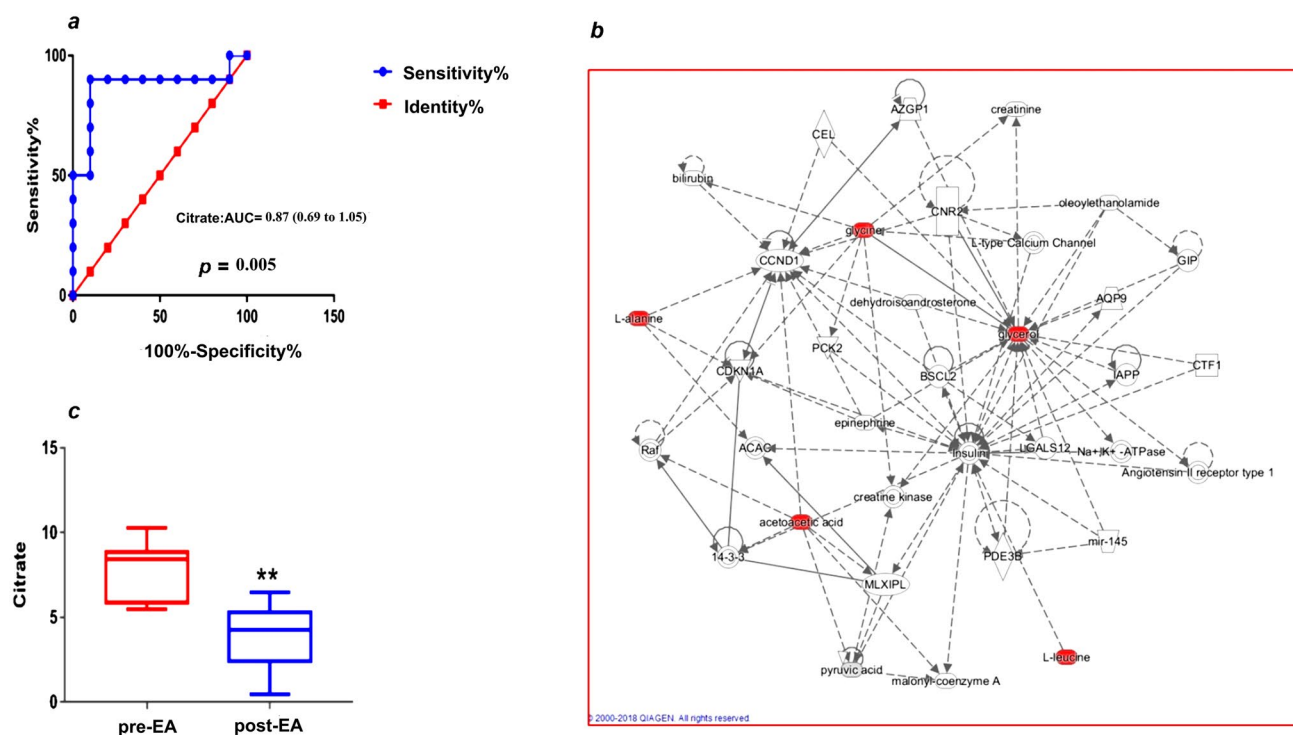 a
100
50
0
Sensitivity%
0
50
100
150
100%-Specificity%
Sensitivity%
Identity%
Citrate:AUC= 0.87 (0.69 to 1.05)
p = 0.005
b
AZGP1
creatinine
CEL
bilirubin
CNR2
oleoylethanolamide
glycine
L-type Calcium Channel
CCND1
GIP
dehydroisoandrosterone
AQP9
L-alanine
glycerol
PCK2
CDKN1A
BSCL2
IAPP
CTF1
epinephrine
Raf
ACAC
Insulin
LGALS12
Na+,K+ -ATPase
Angiotensin II receptor type 1
creatine kinase
acetoacetic acid
14-3-3
mir-145
PDE3B
MLXIPL
pyruvic acid
L-leucine
malonyl-coenzyme A
© 2000-2018 QIAGEN. All rights reserved.
c
15
10
5
0
Citrate
**
pre-EA
post-EA